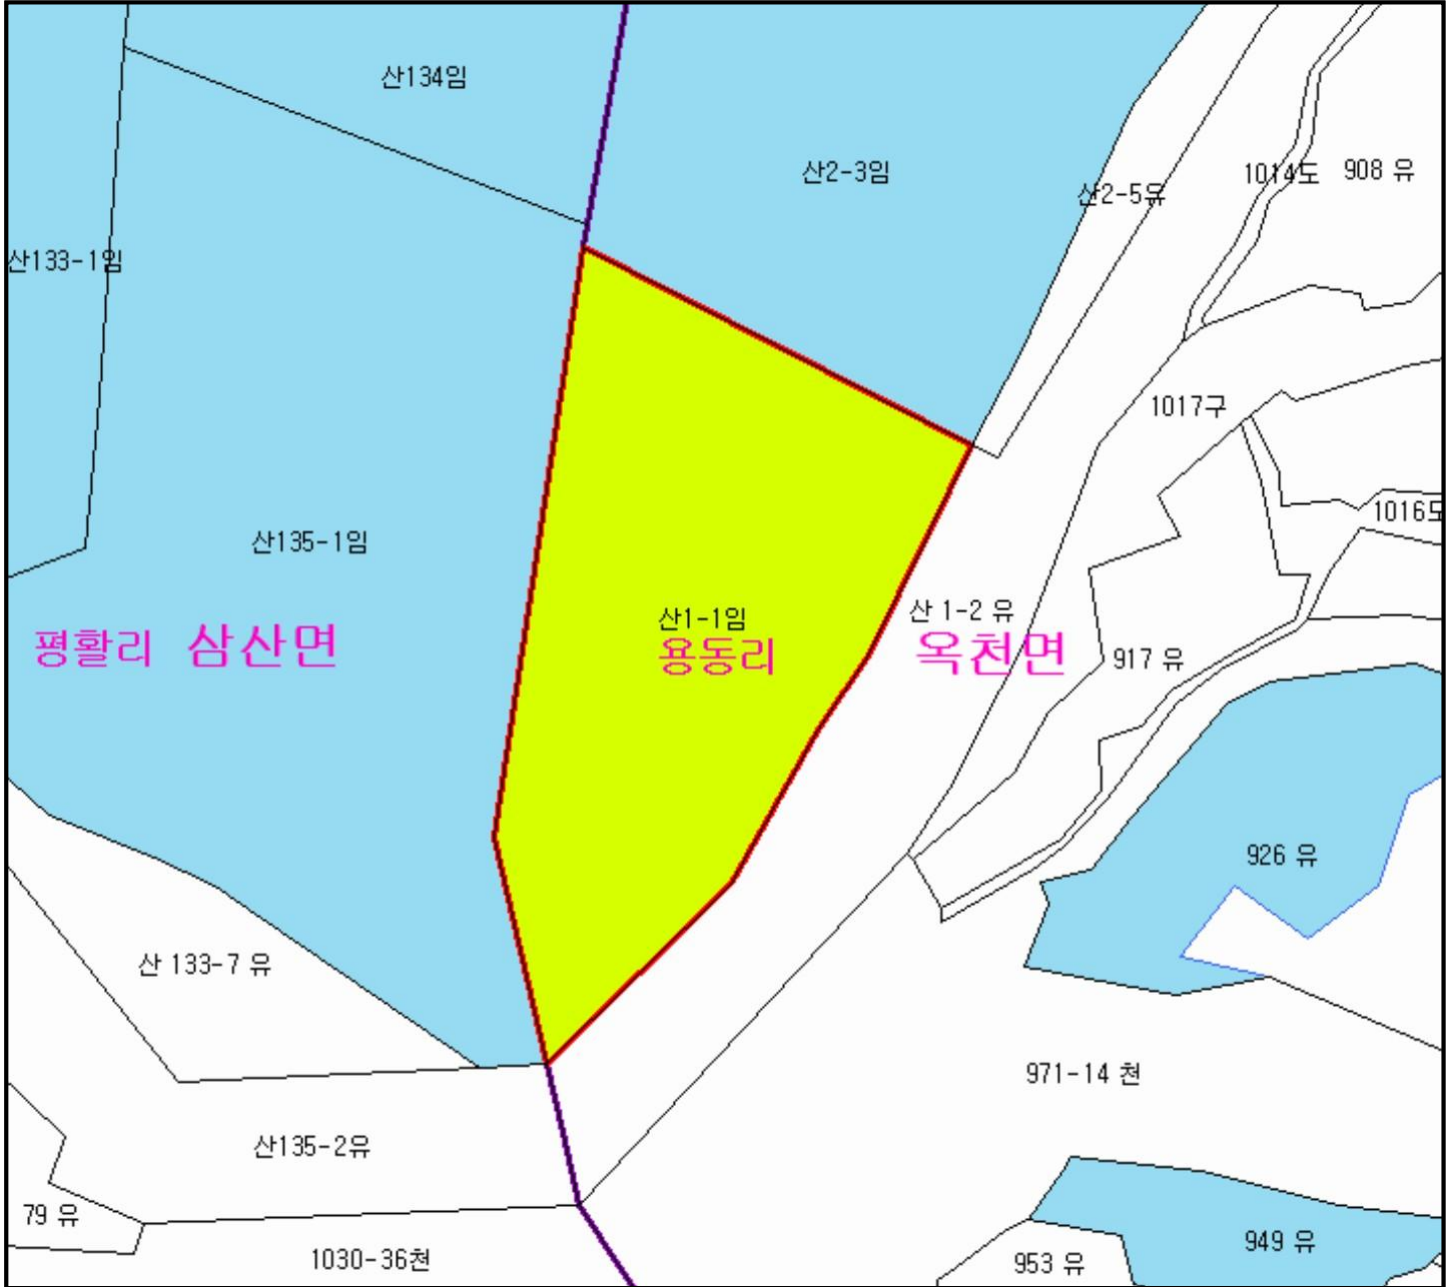 산134임
산2-3임
산2-5유
1014도
908 유
산133-1임
1017구
1016도
산135-1임
산1-1임
산 1-2 유
평활리 삼산면
용동리
옥천면
917 유
926 유
산 133-7 유
971-14 천
산135-2유
79 유
1030-36천
953 유
949 유